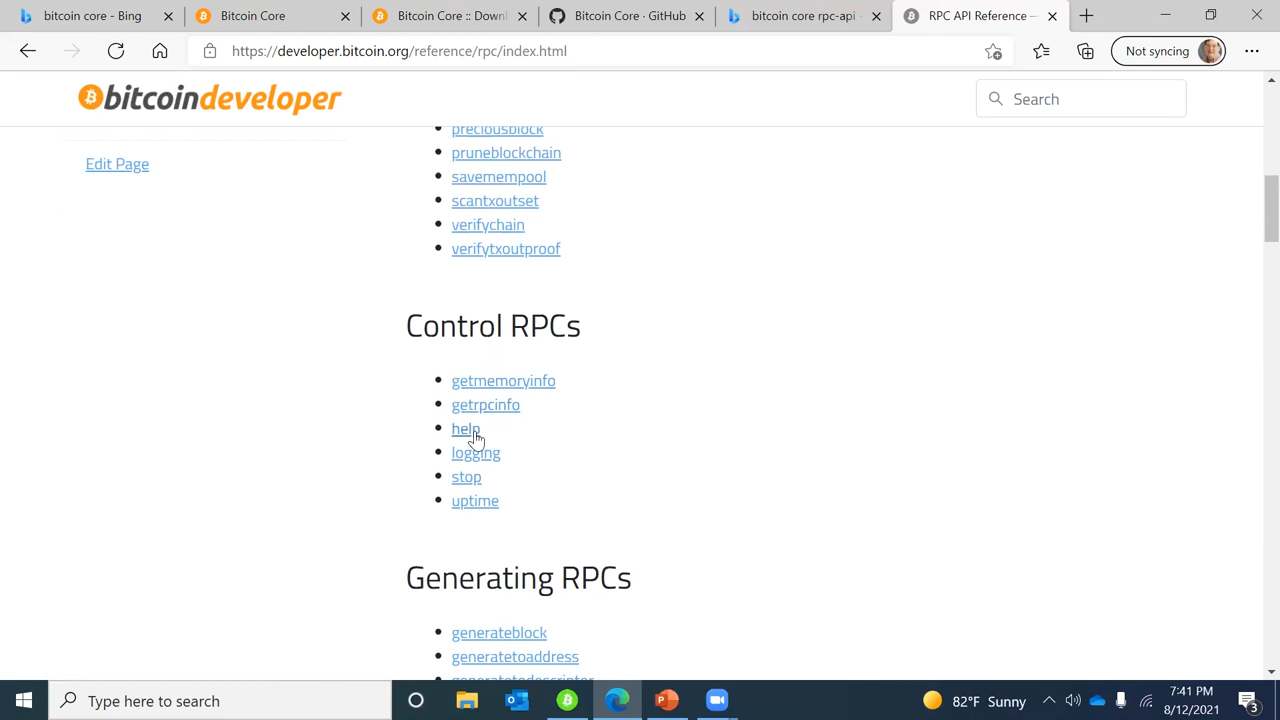 bitcoin core - Bing
Bitcoin Core
Bitcoin Core :: Downl
Bitcoin Core · GitHub
bitcoin core rpc-api -
RPC API Reference —
https://developer.bitcoin.org/reference/rpc/index.html
Not syncing
bitcoindeveloper
Search
Edit Page
preciousblock
pruneblockchain
savemempool
scantxoutset
verifychain
verifytxoutproof
Control RPCs
getmemoryinfo
getrpcinfo
help
logging
stop
uptime
Generating RPCs
generateblock
generatetoaddress
generatetodescriptor
Type here to search
82°F Sunny
7:41 PM
8/12/2021
3